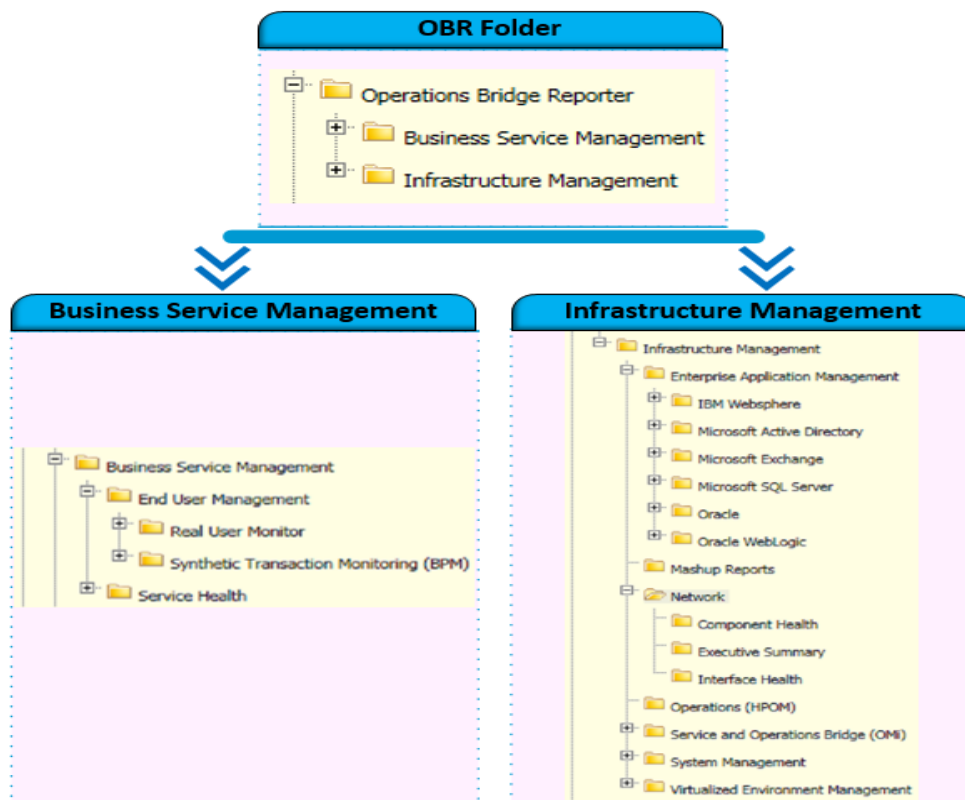 OBR Folder
Operations Bridge Reporter
Business Service Management
Infrastructure Management
Business Service Management
Business Service Management
End User Management
Real User Monitor
Synthetic Transaction Monitoring (BPM)
Service Health
Infrastructure Management
Infrastructure Management
Enterprise Application Management
IBM Websphere
Microsoft Active Directory
Microsoft Exchange
Microsoft SQL Server
Oracle
Oracle WebLogic
Mashup Reports
Network
Component Health
Executive Summary
Interface Health
Operations (HPOM)
Service and Operations Bridge (OMi)
System Management
Virtualized Environment Management